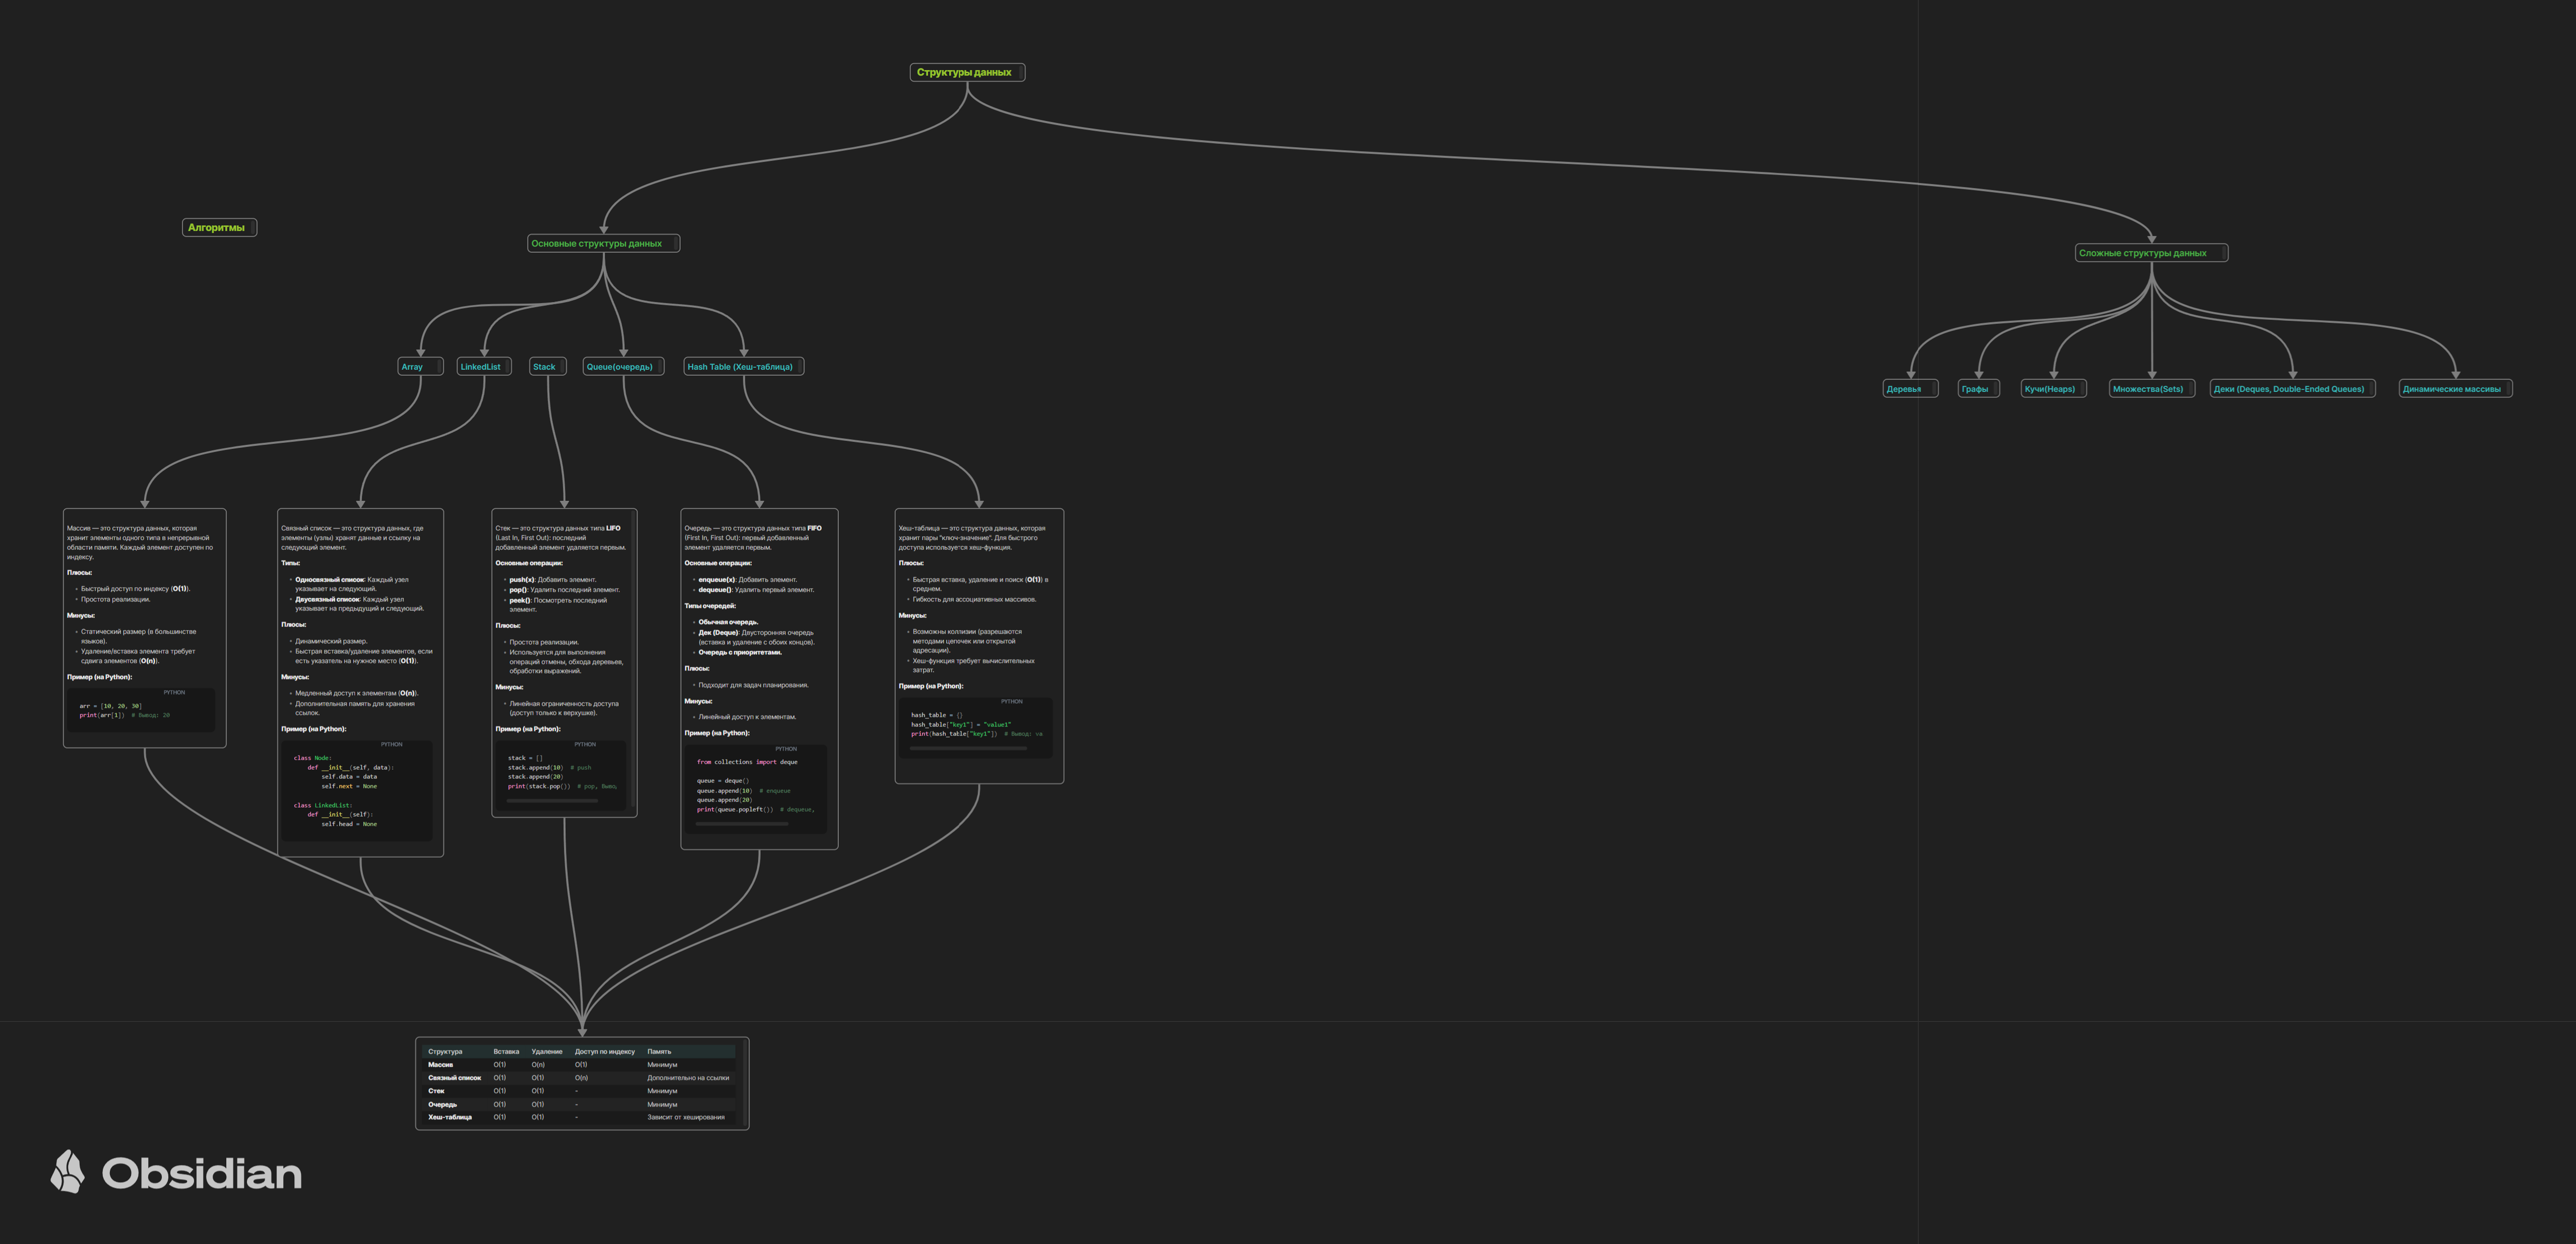 Структуры данных
Алгоритмы
Основные структуры данных
Сложные структуры данных
Array
LinkedList
Stack
Queue(очередь)
Hash Table (Хеш-таблица)
Деревья
Графы
Кучи(Heaps)
Множества(Sets)
Деки (Deques, Double-Ended Queues)
Динамические массивы
Массив — это структура данных, которая
хранит элементы одного типа в непрерывной
области памяти. Каждый элемент доступен по
индексу.
Плюсы:
• Быстрый доступ по индексу (O(1)).
• Простота реализации.
Минусы:
• Статический размер (в большинстве
языков).
• Удаление/вставка элемента требует
сдвига элементов (O(n)).
Пример (на Python):
PYTHON
arr = [10, 20, 30]
print(arr[1])  # Вывод: 20
Связный список — это структура данных, где
элементы (узлы) хранят данные и ссылку на
следующий элемент.
Типы:
• Односвязный список: Каждый узел
указывает на следующий.
• Двусвязный список: Каждый узел
указывает на предыдущий и следующий.
Плюсы:
• Динамический размер.
• Быстрая вставка/удаление элементов, если
есть указатель на нужное место (O(1)).
Минусы:
• Медленный доступ к элементам (O(n)).
• Дополнительная память для хранения
ссылок.
Пример (на Python):
PYTHON
class Node:
def __init__(self, data):
self.data = data
self.next = None
class LinkedList:
def __init__(self):
self.head = None
Стек — это структура данных типа LIFO
(Last In, First Out): последний
добавленный элемент удаляется первым.
Основные операции:
• push(x): Добавить элемент.
• pop(): Удалить последний элемент.
• peek(): Посмотреть последний
элемент.
Плюсы:
• Простота реализации.
• Используется для выполнения
операций отмены, обхода деревьев,
обработки выражений.
Минусы:
• Линейная ограниченность доступа
(доступ только к верхушке).
Пример (на Python):
PYTHON
stack = []
stack.append(10)  # push
stack.append(20)
print(stack.pop())  # pop, Выво,
Очередь — это структура данных типа FIFO
(First In, First Out): первый добавленный
элемент удаляется первым.
Основные операции:
• enqueue(x): Добавить элемент.
• dequeue(): Удалить первый элемент.
Типы очередей:
• Обычная очередь.
• Дек (Deque): Двусторонняя очередь
(вставка и удаление с обоих концов).
• Очередь с приоритетами.
Плюсы:
• Подходит для задач планирования.
Минусы:
• Линейный доступ к элементам.
Пример (на Python):
PYTHON
from collections import deque
queue = deque()
queue.append(10)  # enqueue
queue.append(20)
print(queue.popleft())  # dequeue,
Хеш-таблица — это структура данных, которая
хранит пары "ключ-значение". Для быстрого
доступа используется хеш-функция.
Плюсы:
• Быстрая вставка, удаление и поиск (O(1)) в
среднем.
• Гибкость для ассоциативных массивов.
Минусы:
• Возможны коллизии (разрешаются
методами цепочек или открытой
адресации).
• Хеш-функция требует вычислительных
затрат.
Пример (на Python):
PYTHON
hash_table = {}
hash_table["key1"] = "value1"
print(hash_table["key1"])  # Вывод: va
Структура Вставка Удаление Доступ по индексу Память
Массив O(1) O(n) O(1) Минимум
Связный список O(1) O(1) O(n) Дополнительно на ссылки
Стек O(1) O(1) - Минимум
Очередь O(1) O(1) - Минимум
Хеш-таблица O(1) O(1) - Зависит от хеширования
Obsidian